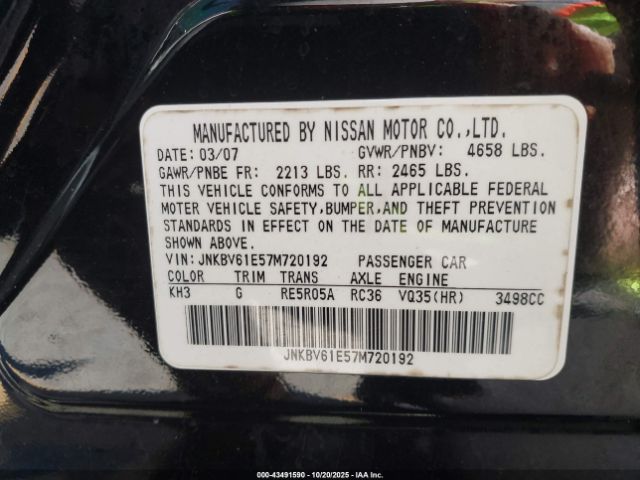 MANUFACTURED BY NISSAN MOTOR CO.,LTD.
DATE: 03/07 GVWR/PNBV: 4658 LBS.
GAWR/PNBE FR: 2213 LBS. RR: 2465 LBS.
THIS VEHICLE CONFORMS TO ALL APPLICABLE FEDERAL
MOTER VEHICLE SAFETY,BUMPER,AND THEFT PREVENTION
STANDARDS IN EFFECT ON THE DATE OF MANUFACTURE
SHOWN ABOVE.
VIN: JNKBV61E57M720192 PASSENGER CAR
COLOR TRIM TRANS AXLE ENGINE
KH3 G RE5R05A RC36 VQ35(HR) 3498CC
JNKBV61E57M720192
000-43491590 - 10/20/2025 - IAAI Inc.